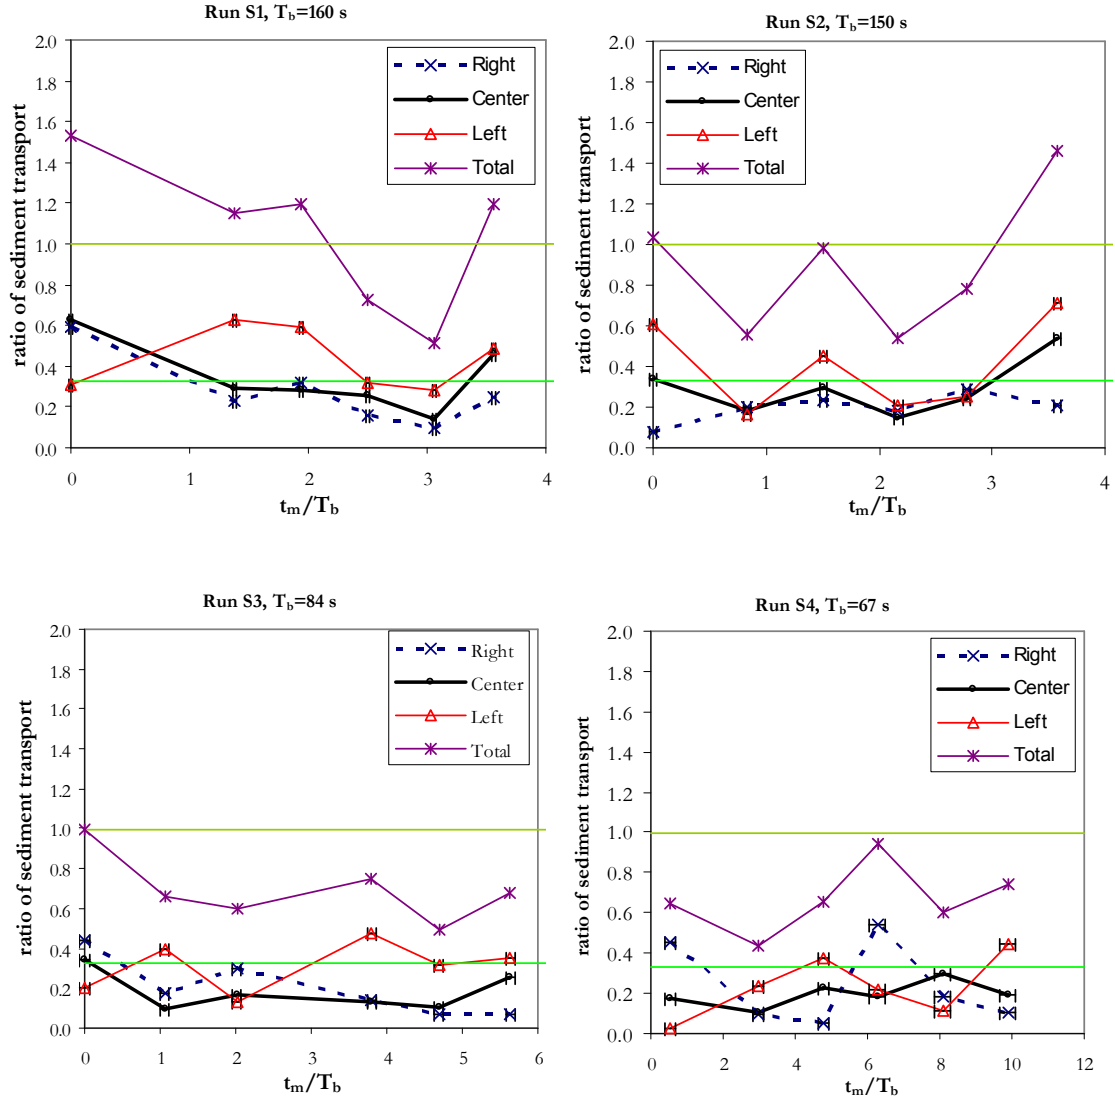 Run S1, Tb=160 s
ratio of sediment transport
2.0
1.8
1.6
1.4
1.2
1.0
0.8
0.6
0.4
0.2
0.0
0 1 2 3 4
tm/Tb
Right
Center
Left
Total
Run S2, Tb=150 s
ratio of sediment transport
2.0
1.8
1.6
1.4
1.2
1.0
0.8
0.6
0.4
0.2
0.0
0 1 2 3 4
tm/Tb
Right
Center
Left
Total
Run S3, Tb=84 s
ratio of sediment transport
2.0
1.8
1.6
1.4
1.2
1.0
0.8
0.6
0.4
0.2
0.0
0 1 2 3 4 5 6
tm/Tb
Right
Center
Left
Total
Run S4, Tb=67 s
ratio of sediment transport
2.0
1.8
1.6
1.4
1.2
1.0
0.8
0.6
0.4
0.2
0.0
0 2 4 6 8 10 12
tm/Tb
Right
Center
Left
Total